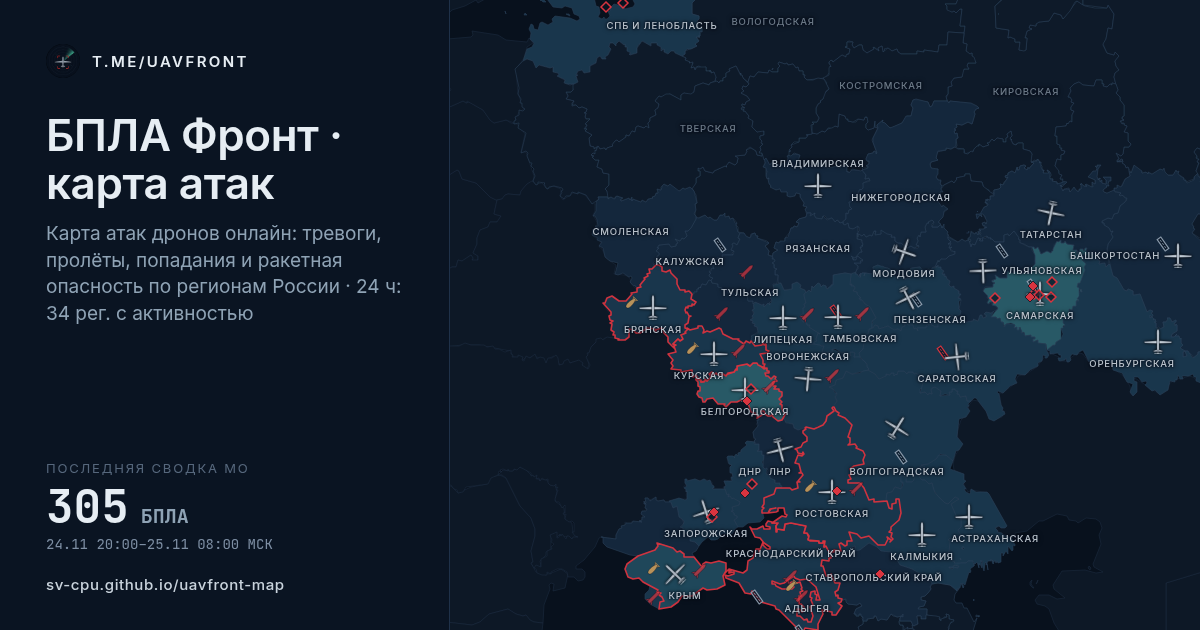 T.ME/UAVFRONT
БПЛА Фронт ·
карта атак
Карта атак дронов онлайн: тревоги,
пролёты, попадания и ракетная
опасность по регионам России · 24 ч:
34 рег. с активностью
ПОСЛЕДНЯЯ СВОДКА МО
305 БПЛА
24.11 20:00–25.11 08:00 МСК
sv-cpu.github.io/uavfront-map
СПБ И ЛЕНОБЛАСТЬ
ВОЛОГОДСКАЯ
КОСТРОМСКАЯ
КИРОВСКАЯ
ТВЕРСКАЯ
ВЛАДИМИРСКАЯ
НИЖЕГОРОДСКАЯ
СМОЛЕНСКАЯ
ТАТАРСТАН
КАЛУЖСКАЯ
РЯЗАНСКАЯ
БАШКОРТОСТАН
МОРДОВИЯ
УЛЬЯНОВСКАЯ
ТУЛЬСКАЯ
САМАРСКАЯ
ПЕНЗЕНСКАЯ
БРЯНСКАЯ
ЛИПЕЦКАЯ
ТАМБОВСКАЯ
ВОРОНЕЖСКАЯ
ОРЕНБУРГСКАЯ
КУРСКАЯ
САРАТОВСКАЯ
БЕЛГОРОДСКАЯ
ДНР
ЛНР
ВОЛГОГРАДСКАЯ
РОСТОВСКАЯ
ЗАПОРОЖСКАЯ
АСТРАХАНСКАЯ
КРАСНОДАРСКИЙ КРАЙ
КАЛМЫКИЯ
СТАВРОПОЛЬСКИЙ КРАЙ
КРЫМ
АДЫГЕЯ